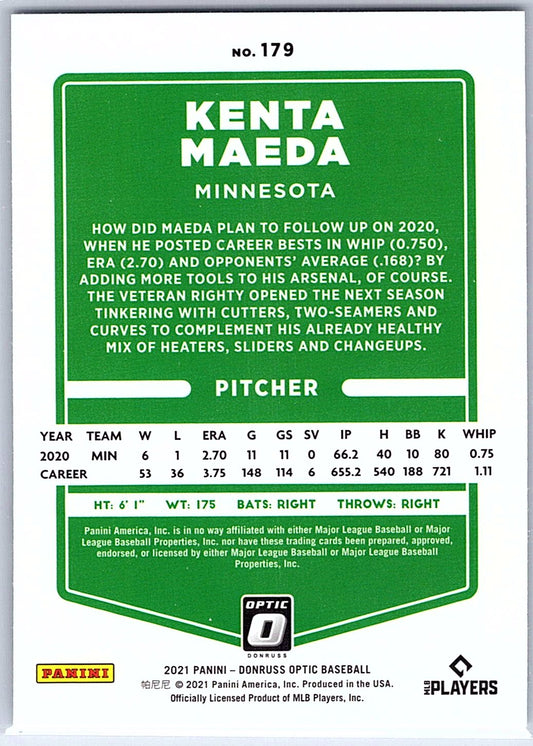 NO. 179
KENTA
MAEDA
MINNESOTA
HOW DID MAEDA PLAN TO FOLLOW UP ON 2020,
WHEN HE POSTED CAREER BESTS IN WHIP (0.750),
ERA (2.70) AND OPPONENTS' AVERAGE (.168)? BY
ADDING MORE TOOLS TO HIS ARSENAL, OF COURSE.
THE VETERAN RIGHTY OPENED THE NEXT SEASON
TINKERING WITH CUTTERS, TWO-SEAMERS AND
CURVES TO COMPLEMENT HIS ALREADY HEALTHY
MIX OF HEATERS, SLIDERS AND CHANGEUPS.
PITCHER
YEAR TEAM W L ERA G GS SV IP H BB K WHIP
2020 MIN 6 1 2.70 11 11 0 66.2 40 10 80 0.75
CAREER 53 36 3.75 148 114 6 655.2 540 188 721 1.11
HT: 6' 1" WT: 175 BATS: RIGHT THROWS: RIGHT
Panini America, Inc. is in no way affiliated with either Major League Baseball or Major
League Baseball Properties, Inc. nor have these trading cards been prepared, approved,
endorsed, or licensed by either Major League Baseball or Major League Baseball
Properties, Inc.
OPTIC
O
DONRUSS
2021 PANINI – DONRUSS OPTIC BASEBALL
帕尼尼 © 2021 Panini America, Inc. Produced in the USA.
Officially Licensed Product of MLB Players, Inc.
PANINI
MLB PLAYERS